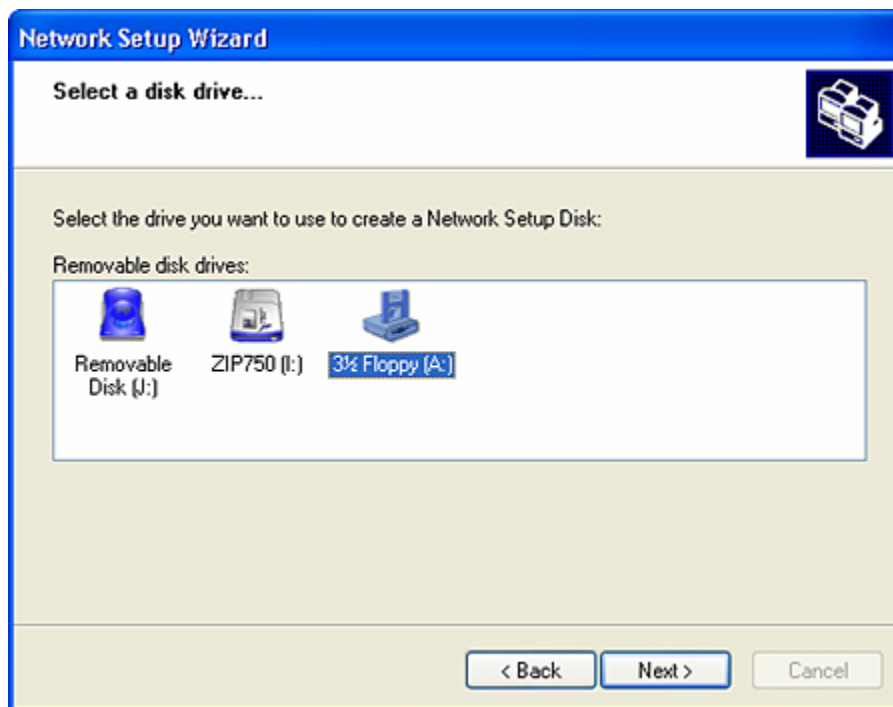 Network Setup Wizard
Select a disk drive...
Select the drive you want to use to create a Network Setup Disk:
Removable disk drives:
Removable
Disk (J:)
ZIP750 (I:)
3½ Floppy (A:)
< Back
Next >
Cancel